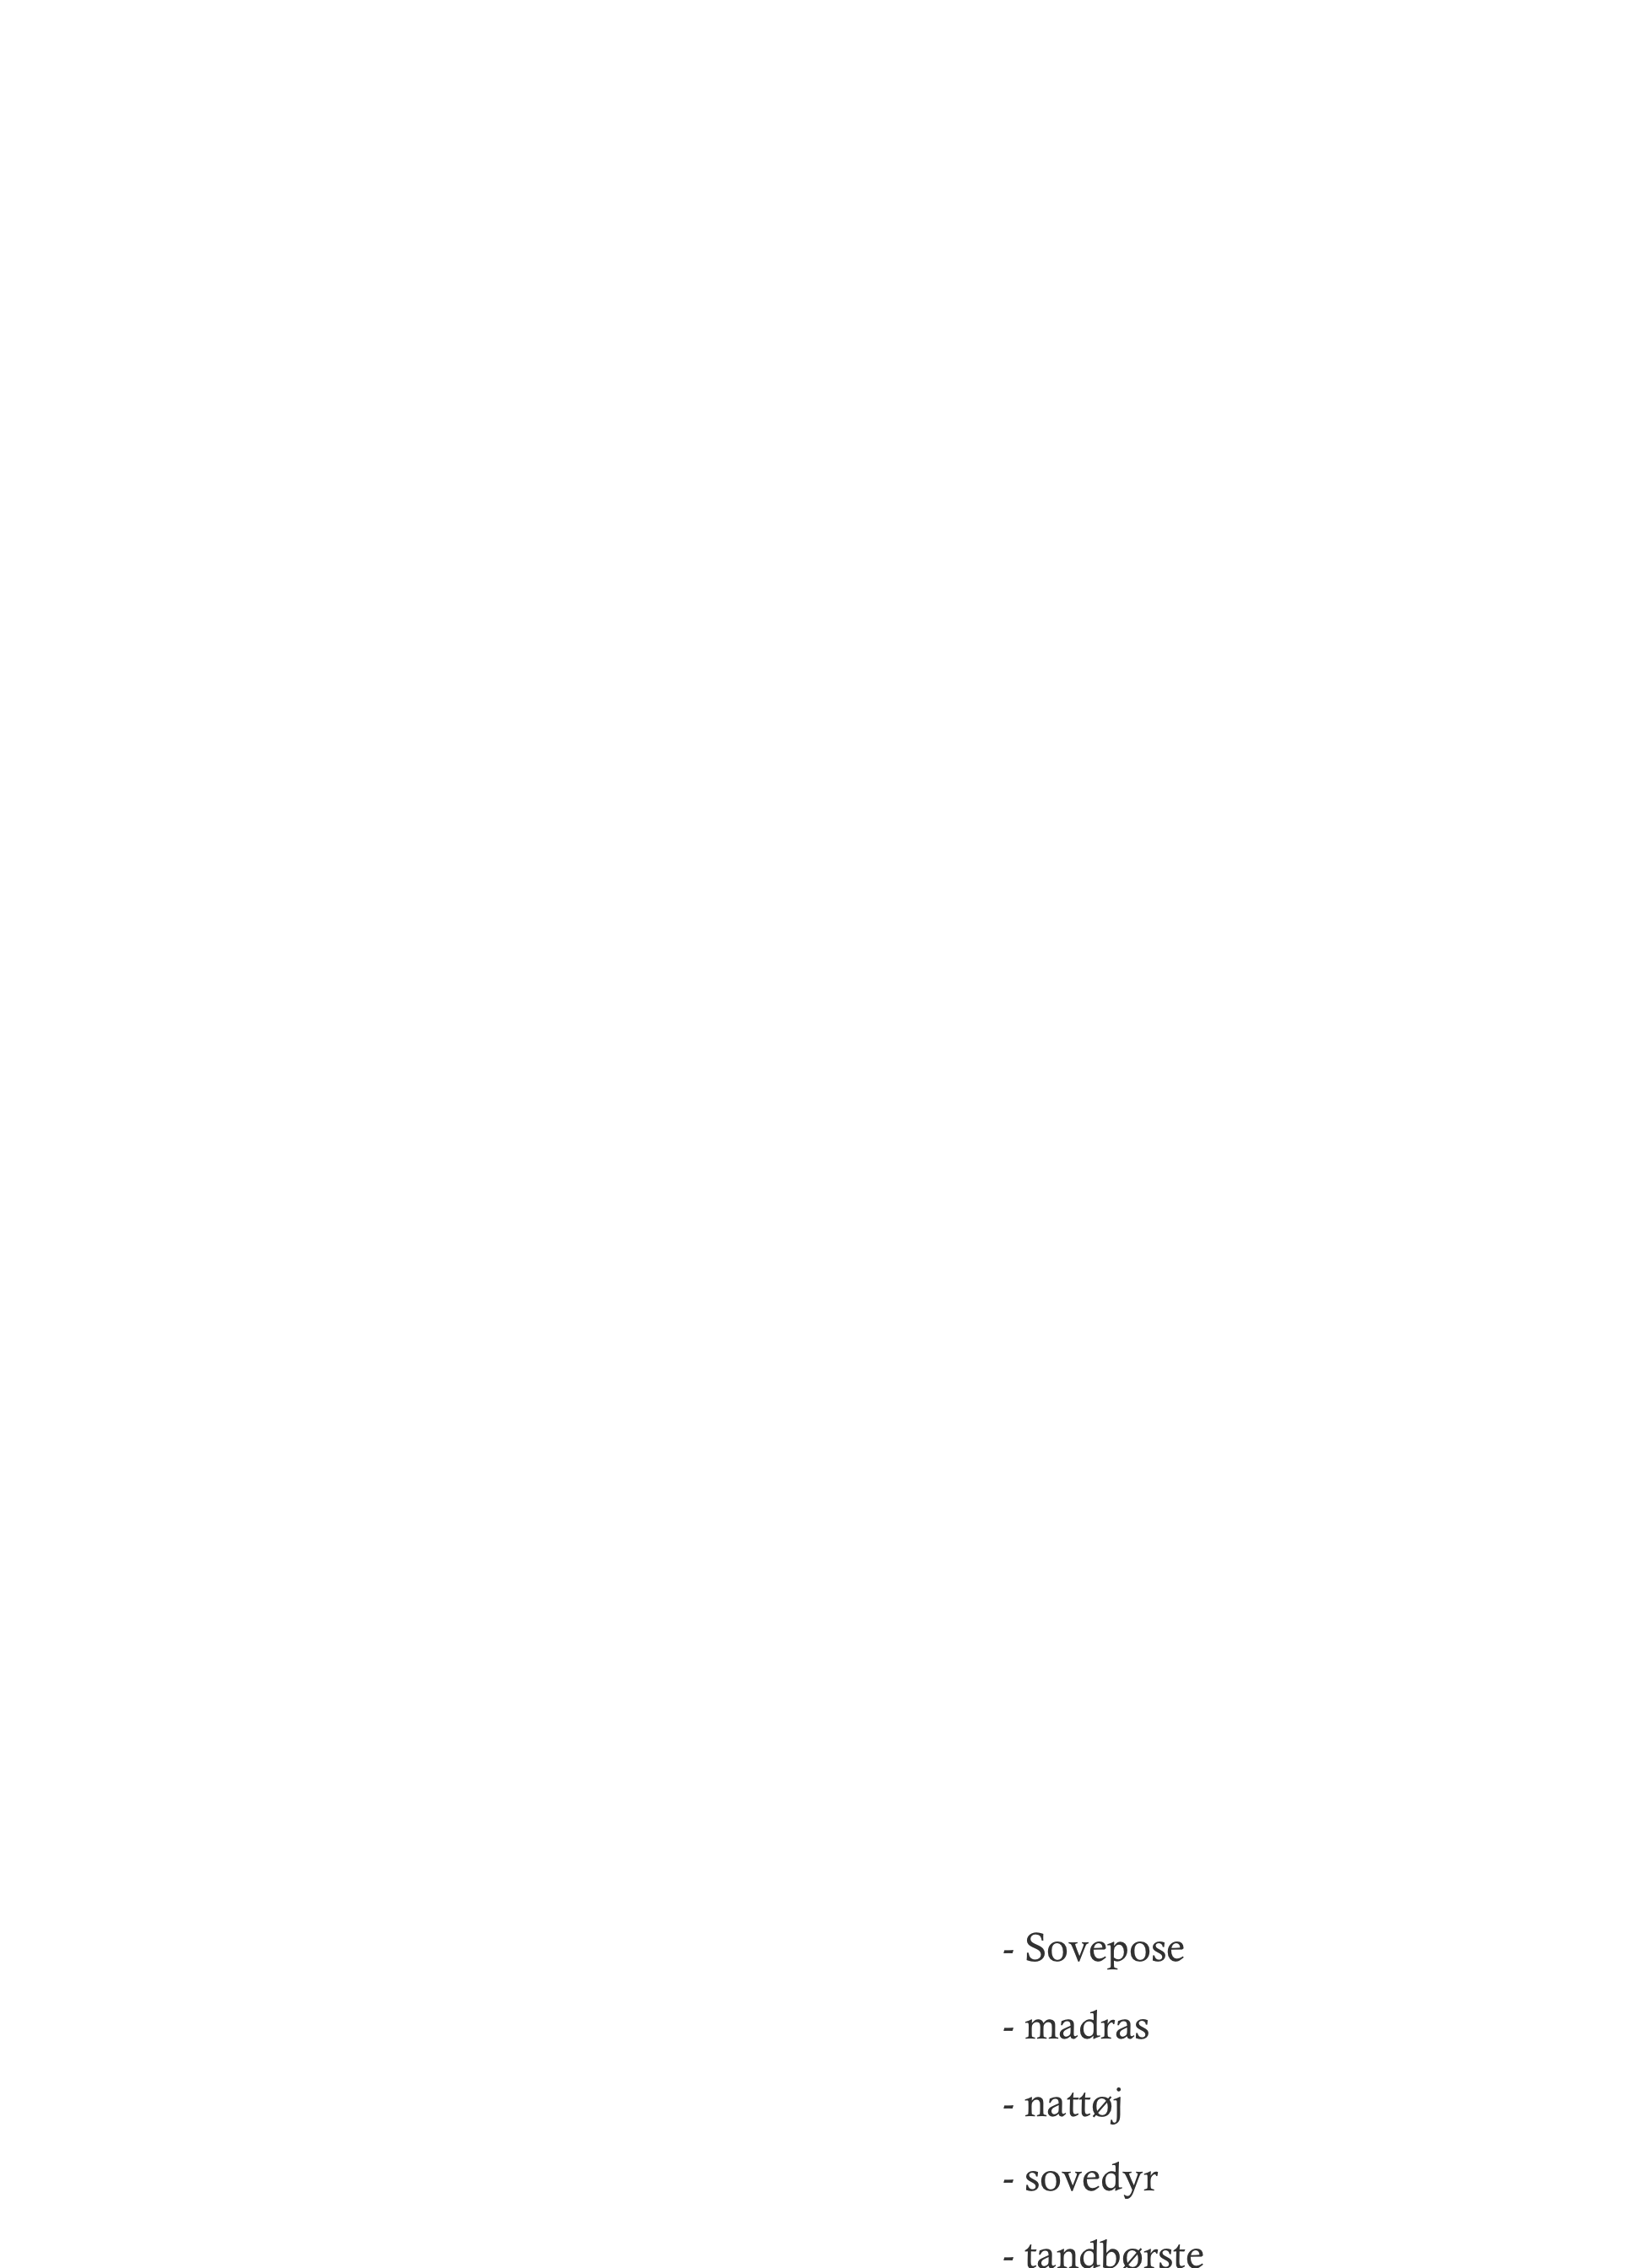 - Sovepose
- madras
- nattøj
- sovedyr
- tandbørste